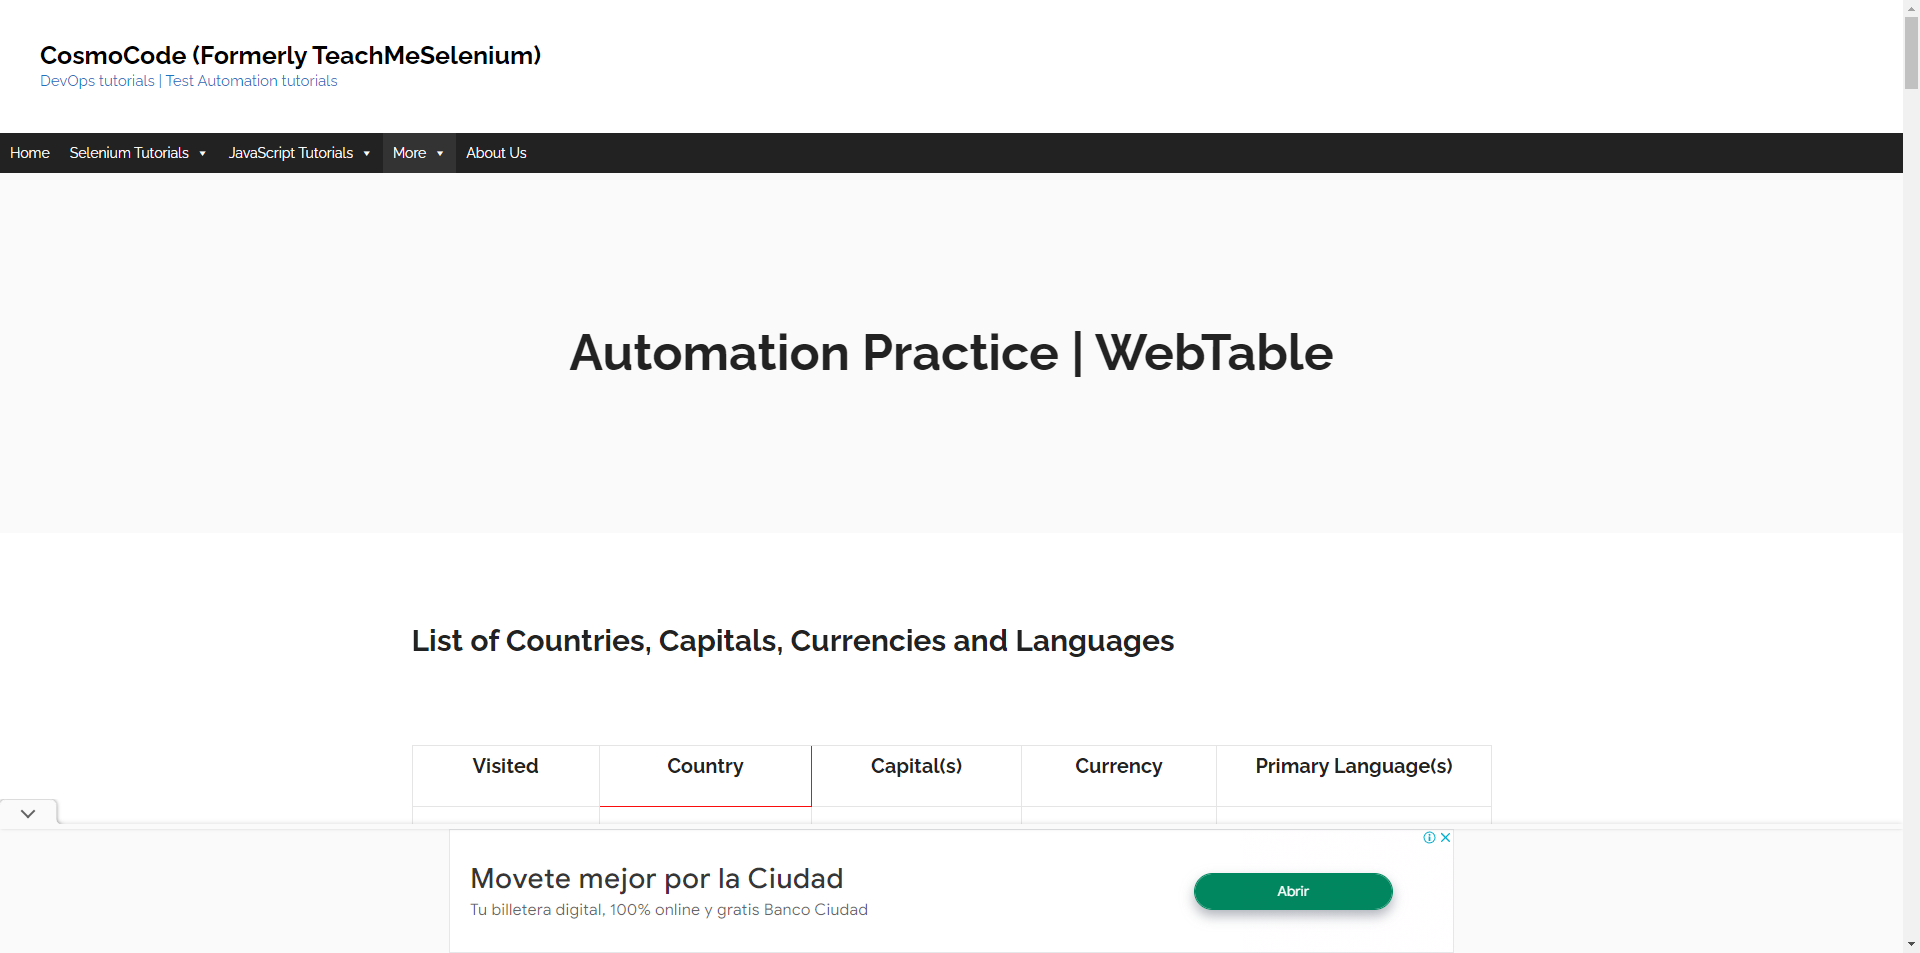 CosmoCode (Formerly TeachMeSelenium)
DevOps tutorials | Test Automation tutorials
Home Selenium Tutorials JavaScript Tutorials More About Us
Automation Practice | WebTable
List of Countries, Capitals, Currencies and Languages
Visited Country Capital(s) Currency Primary Language(s)
Movete mejor por la Ciudad
Tu billetera digital, 100% online y gratis Banco Ciudad
Abrir